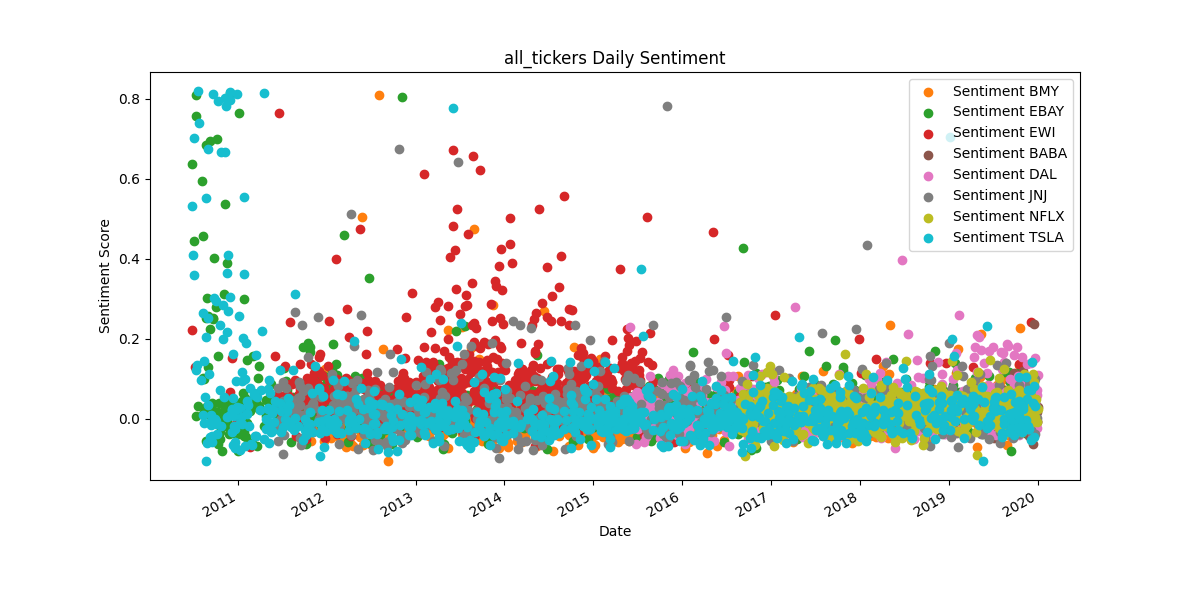 all_tickers Daily Sentiment
Sentiment Score
0.8
0.6
0.4
0.2
0.0
Sentiment BMY
Sentiment EBAY
Sentiment EWI
Sentiment BABA
Sentiment DAL
Sentiment JNJ
Sentiment NFLX
Sentiment TSLA
2011
2012
2013
2014
2015
2016
2017
2018
2019
2020
Date